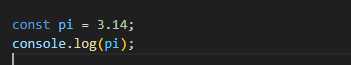 const pi = 3.14;
console.log(pi);